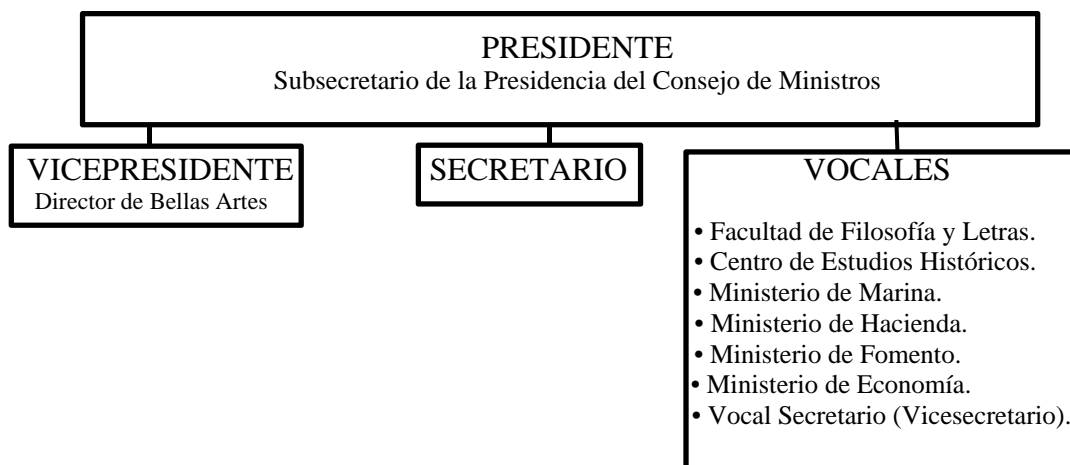 PRESIDENTE
Subsecretario de la Presidencia del Consejo de Ministros
VICEPRESIDENTE
Director de Bellas Artes
SECRETARIO
VOCALES
• Facultad de Filosofía y Letras.
• Centro de Estudios Históricos.
• Ministerio de Marina.
• Ministerio de Hacienda.
• Ministerio de Fomento.
• Ministerio de Economía.
• Vocal Secretario (Vicesecretario).